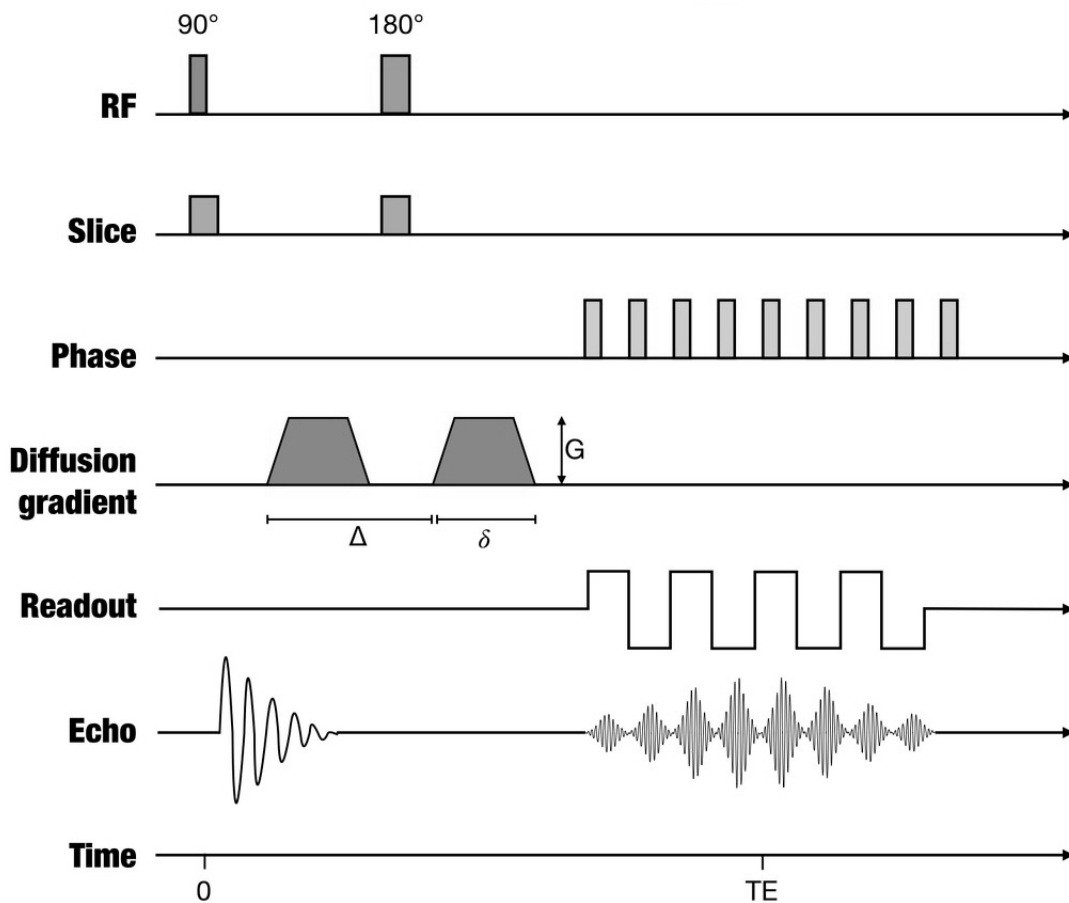 90° 180°
RF
Slice
Phase
Diffusion
gradient
G
Δ δ
Readout
Echo
Time
0 TE